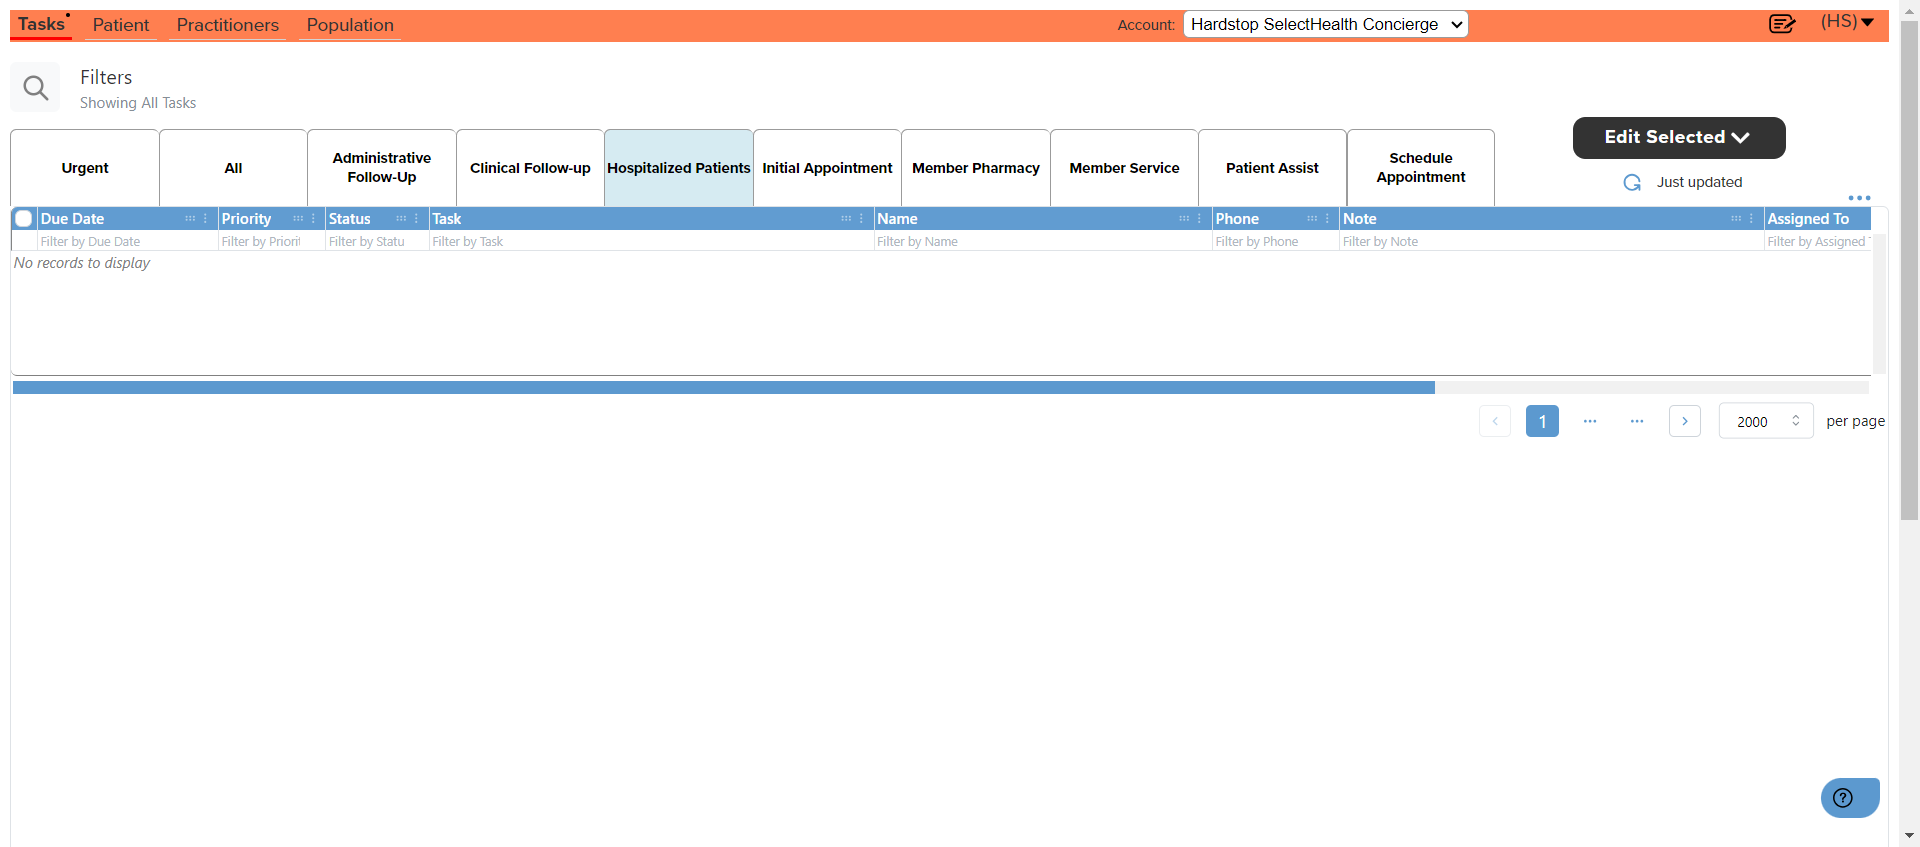 Tasks Patient Practitioners Population Account: Hardstop SelectHealth Concierge (HS)
Filters
Showing All Tasks
Urgent All Administrative Follow-Up Clinical Follow-up Hospitalized Patients Initial Appointment Member Pharmacy Member Service Patient Assist Schedule Appointment
Edit Selected
Just updated
Due Date Priority Status Task Name Phone Note Assigned To
Filter by Due Date Filter by Priorit Filter by Statu Filter by Task Filter by Name Filter by Phone Filter by Note Filter by Assigned
No records to display
1 2000 per page